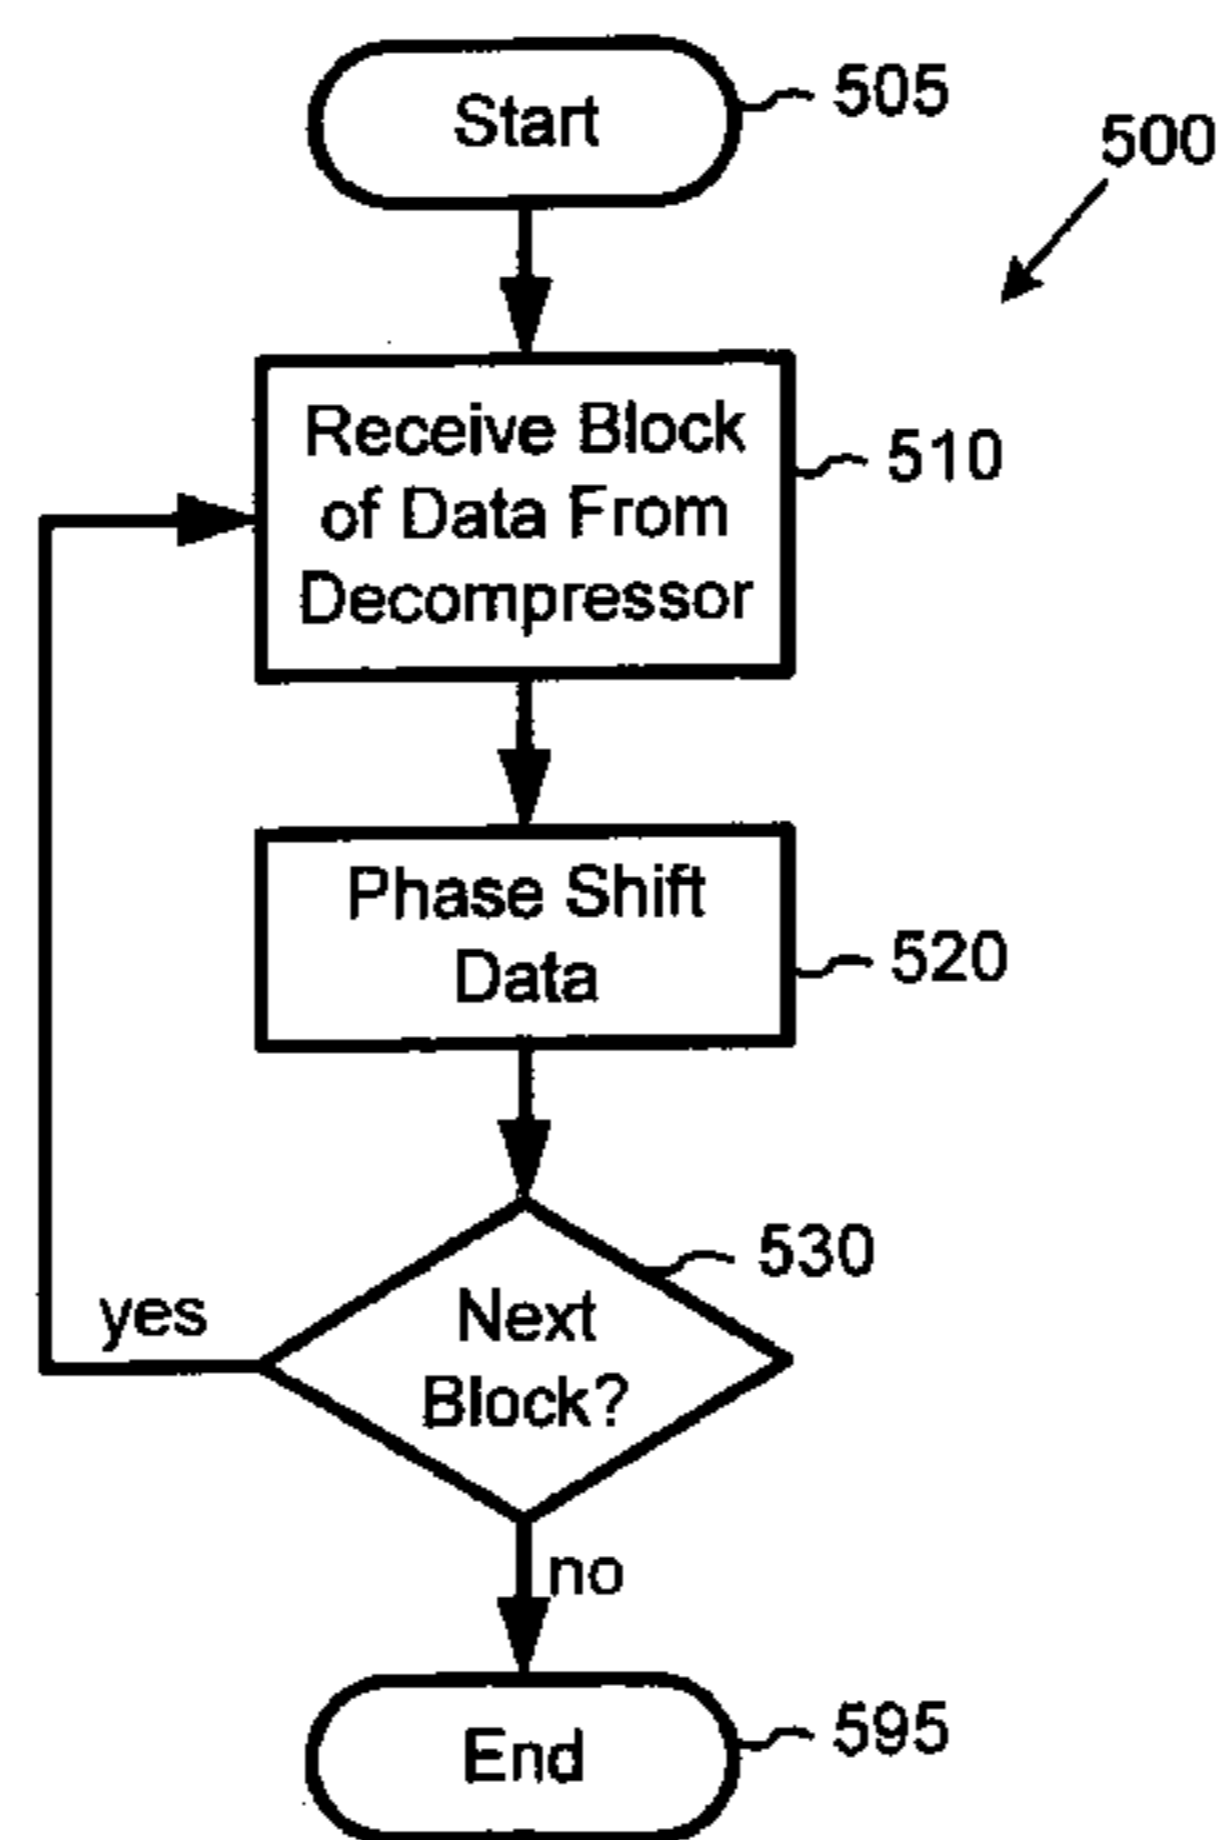 Start
505
500
Receive Block
of Data From
Decompressor
510
Phase Shift
Data
520
530
Next
Block?
yes
no
End
595